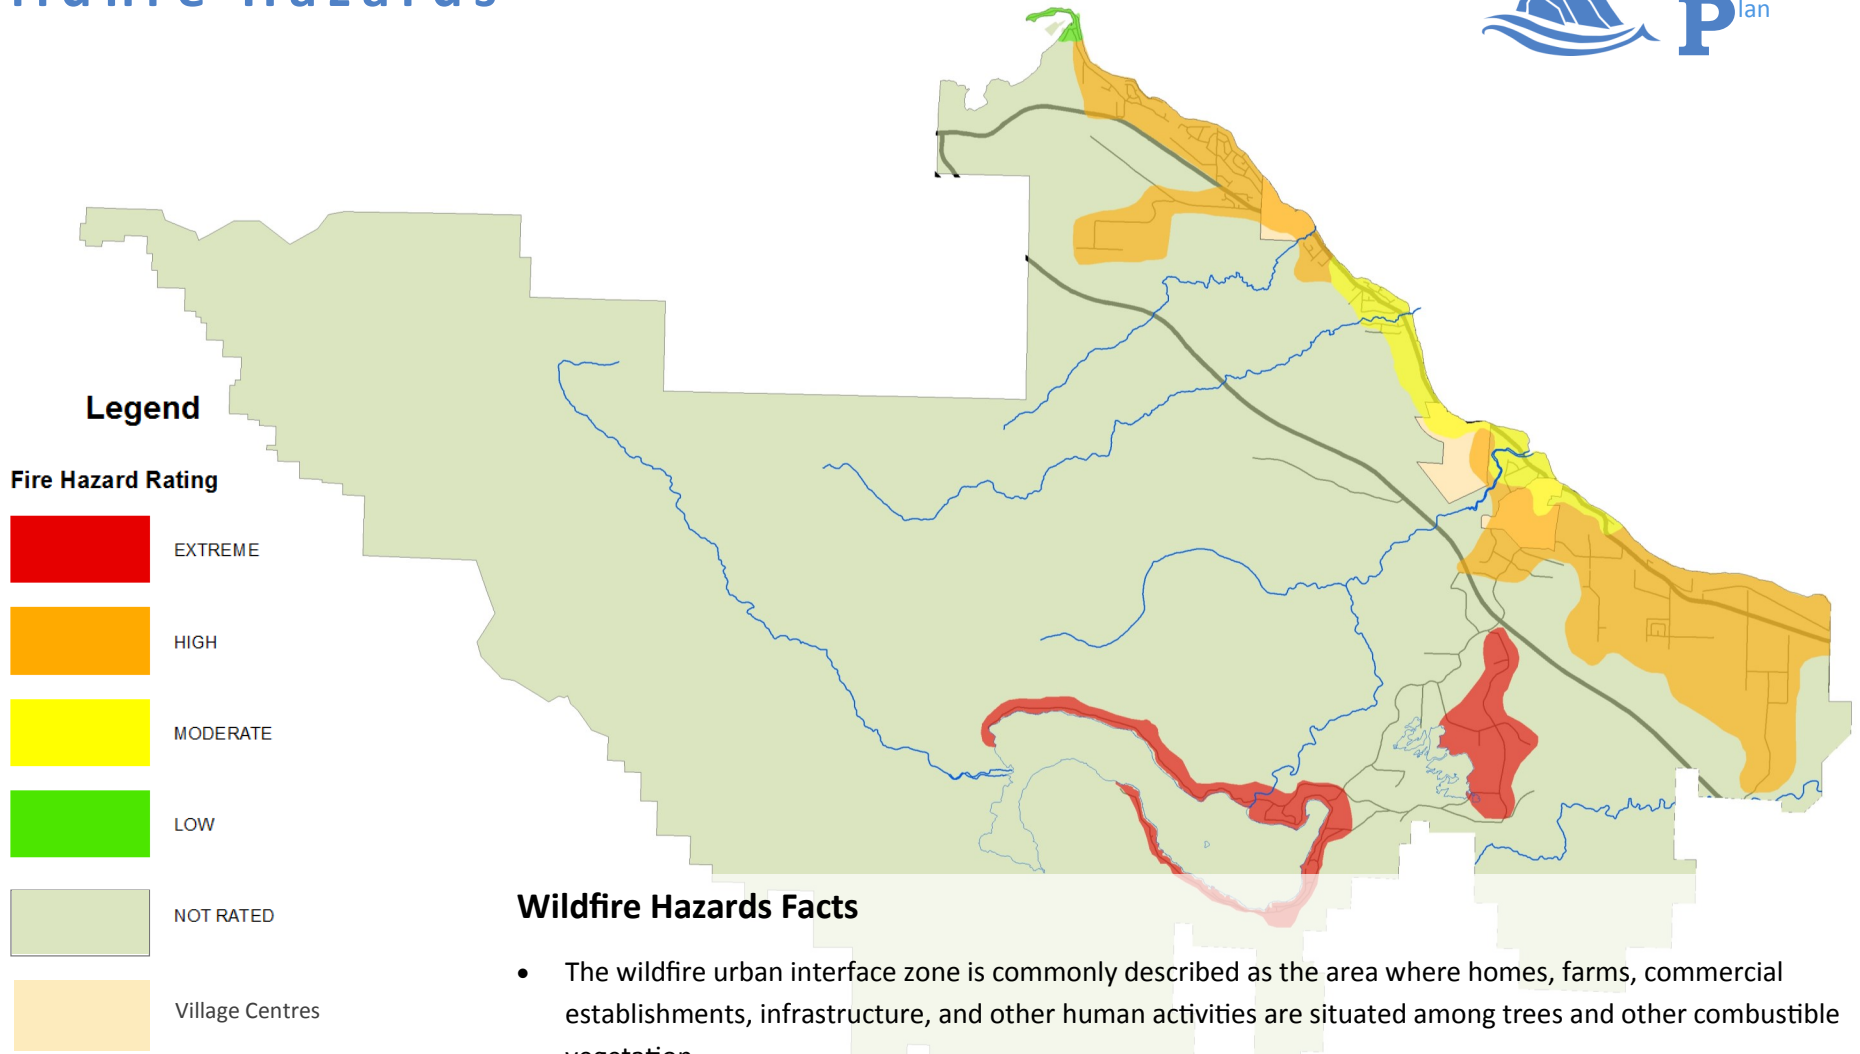 Plan
Legend
Fire Hazard Rating
EXTREME
HIGH
MODERATE
LOW
NOT RATED
Village Centres
Wildfire Hazards Facts
• The wildfire urban interface zone is commonly described as the area where homes, farms, commercial
establishments, infrastructure, and other human activities are situated among trees and other combustible